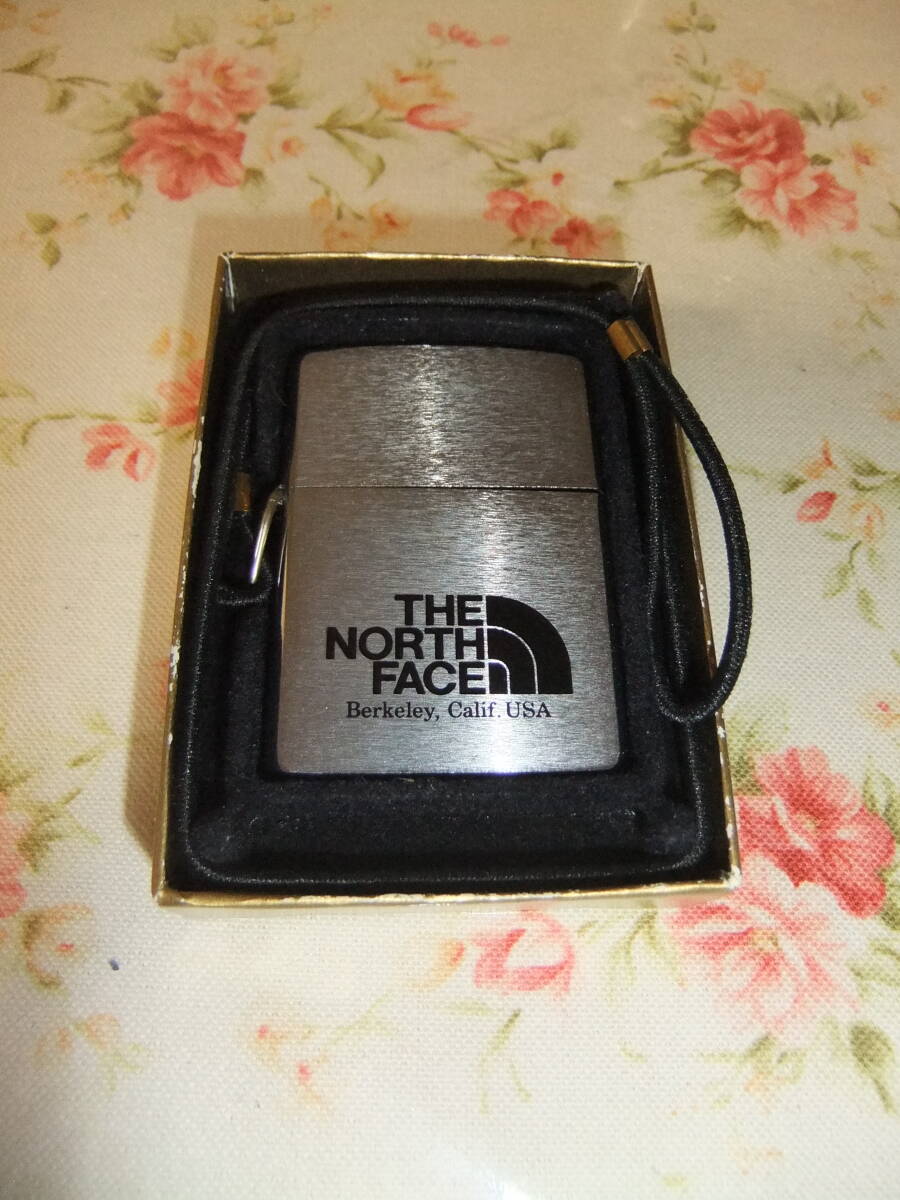 THE
NORTH
FACE
Berkeley, Calif. USA